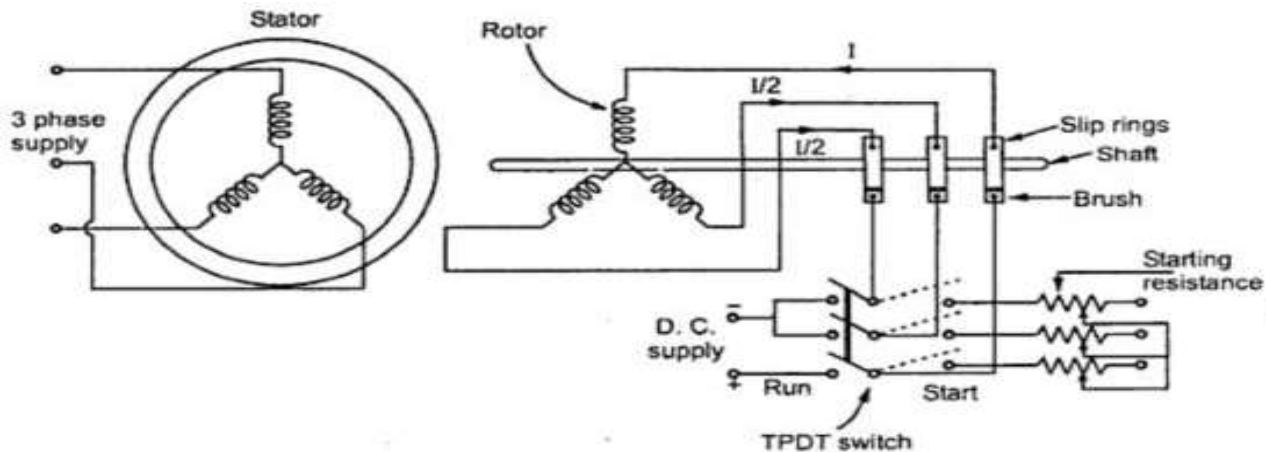 Stator
Rotor
I
I/2
I/2
3 phase
supply
Slip rings
Shaft
Brush
Starting
resistance
−
D. C.
supply
+
Run
Start
TPDT switch